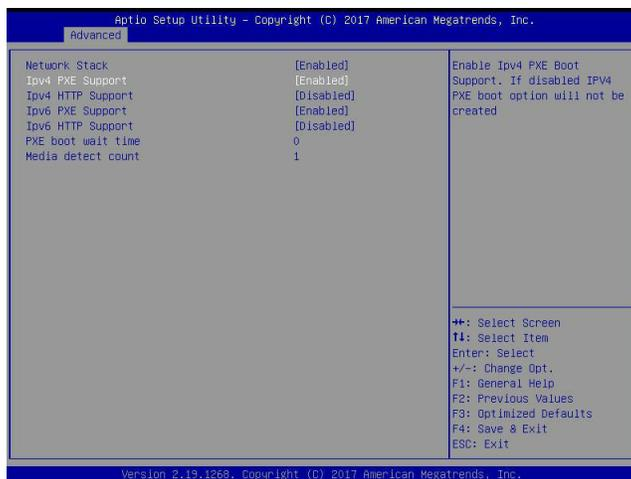 Aptio Setup Utility – Copyright (C) 2017 American Megatrends, Inc.
Advanced
Network Stack [Enabled]
Ipv4 PXE Support [Enabled]
Ipv4 HTTP Support [Disabled]
Ipv6 PXE Support [Enabled]
Ipv6 HTTP Support [Disabled]
PXE boot wait time 0
Media detect count 1
Enable Ipv4 PXE Boot
Support. If disabled IPV4
PXE boot option will not be
created
→←: Select Screen
↑↓: Select Item
Enter: Select
+/-: Change Opt.
F1: General Help
F2: Previous Values
F3: Optimized Defaults
F4: Save & Exit
ESC: Exit
Version 2.19.1268. Copyright (C) 2017 American Megatrends, Inc.